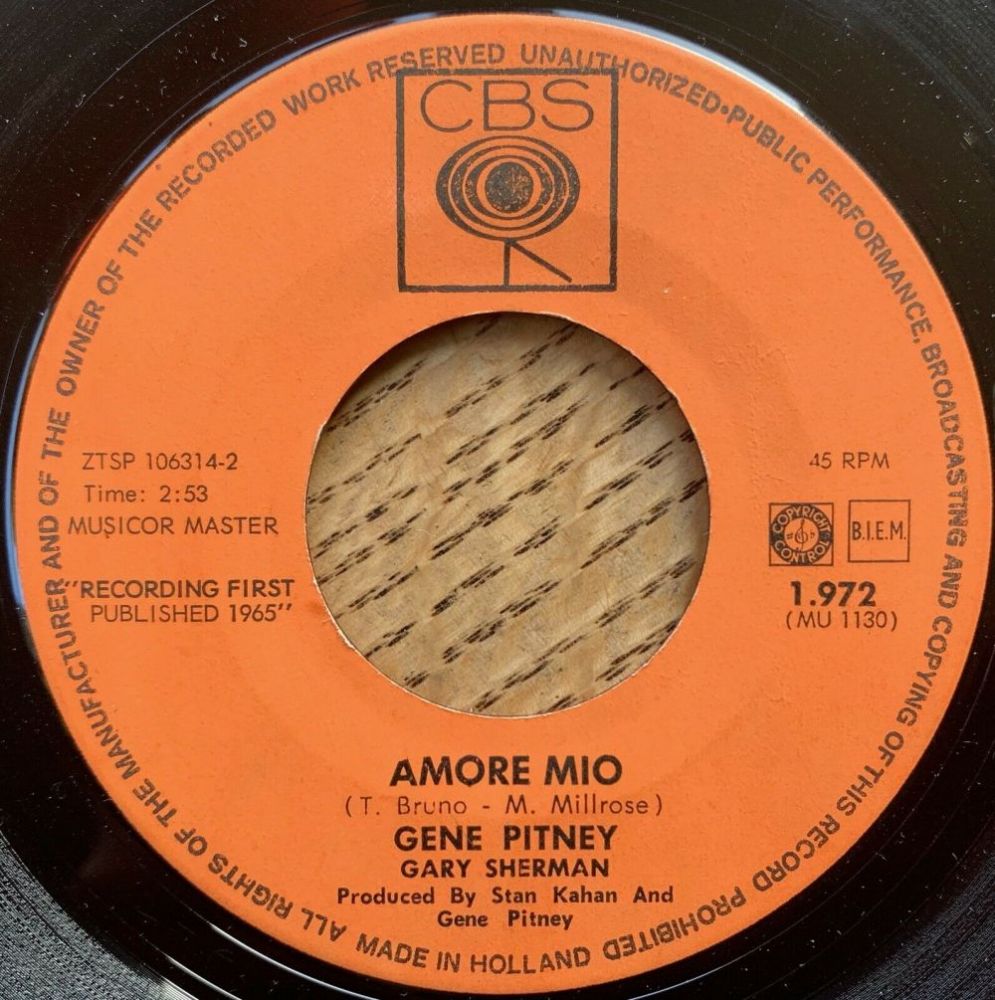 ALL RIGHTS OF THE MANUFACTURER AND OF THE OWNER OF THE RECORDED WORK RESERVED UNAUTHORIZED•PUBLIC PERFORMANCE, BROADCASTING AND COPYING OF THIS RECORD PROHIBITED
CBS
ZTSP 106314-2
Time: 2:53
MUSICOR MASTER
"RECORDING FIRST
PUBLISHED 1965"
45 RPM
COPYRIGHT
CONTROL
B.I.E.M.
1.972
(MU 1130)
AMORE MIO
(T. Bruno - M. Millrose)
GENE PITNEY
GARY SHERMAN
Produced By Stan Kahan And
Gene Pitney
MADE IN HOLLAND